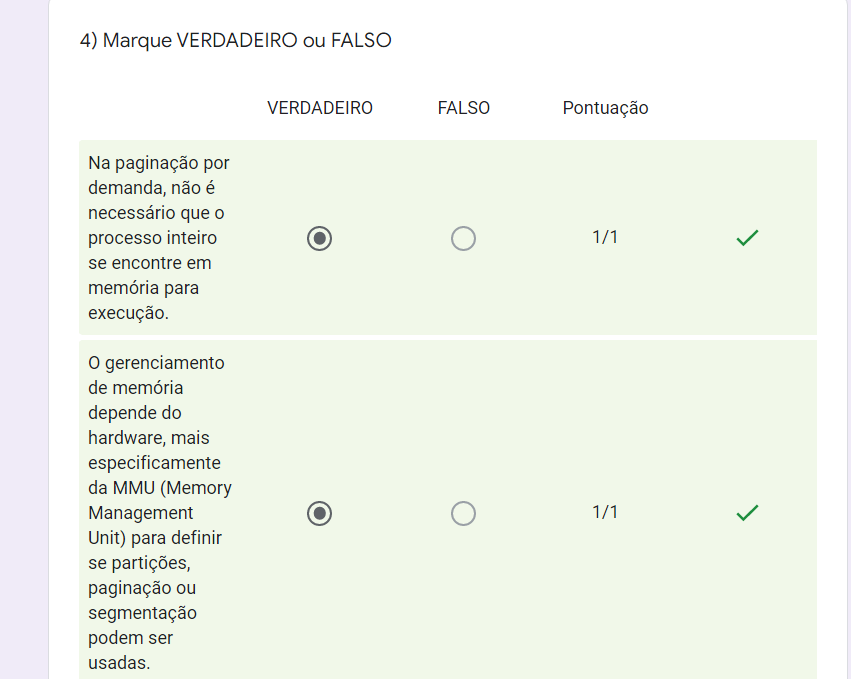 4) Marque VERDADEIRO ou FALSO
VERDADEIRO FALSO Pontuação
Na paginação por
demanda, não é
necessário que o
processo inteiro
se encontre em
memória para
execução.
1/1
O gerenciamento
de memória
depende do
hardware, mais
especificamente
da MMU (Memory
Management
Unit) para definir
se partições,
paginação ou
segmentação
podem ser
usadas.
1/1